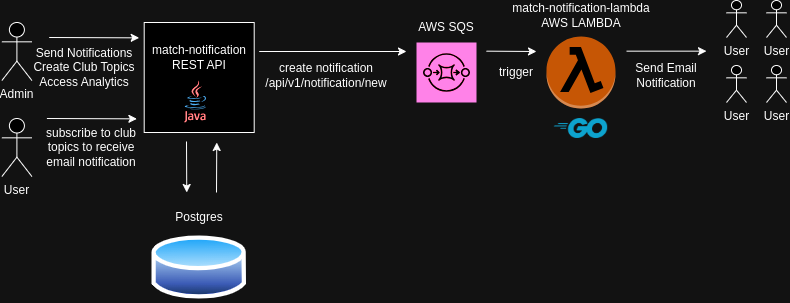 Send Notifications
Create Club Topics
Access Analytics
Admin
subscribe to club
topics to receive
email notification
User
match-notification
REST API
Java
Postgres
create notification
/api/v1/notification/new
AWS SQS
trigger
match-notification-lambda
AWS LAMBDA
GO
Send Email
Notification
User
User
User
User